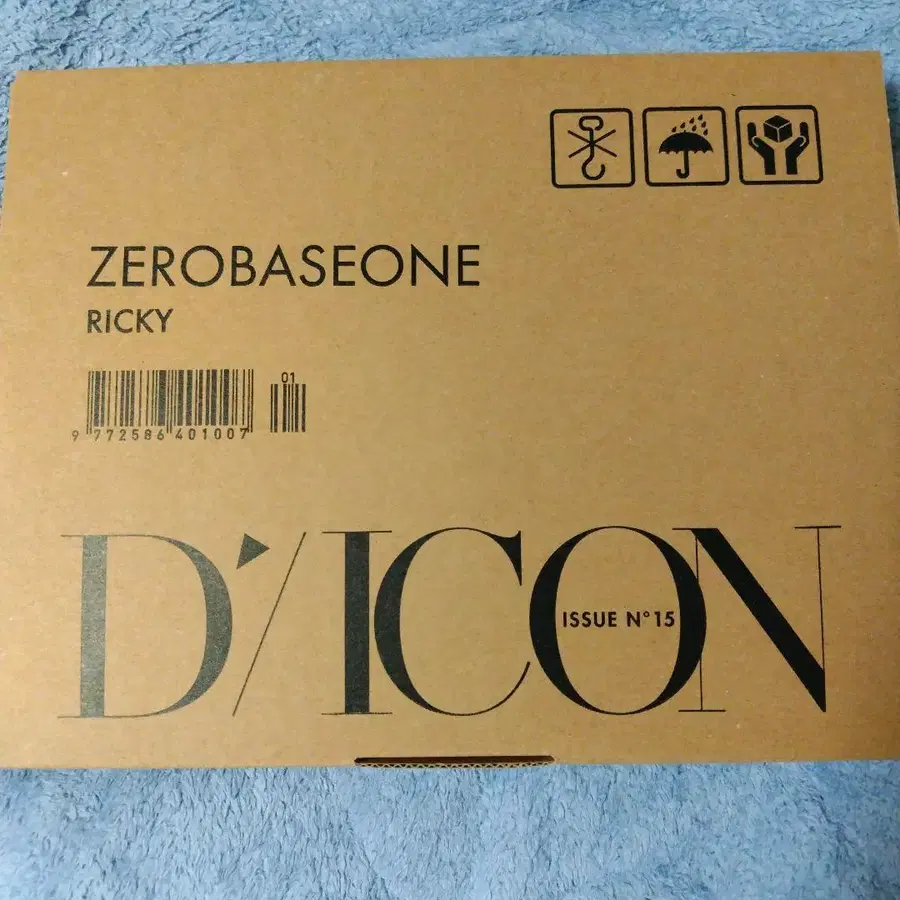 ZEROBASEONE
RICKY
01
9 772586 401007
D'/ICON
ISSUE N°15